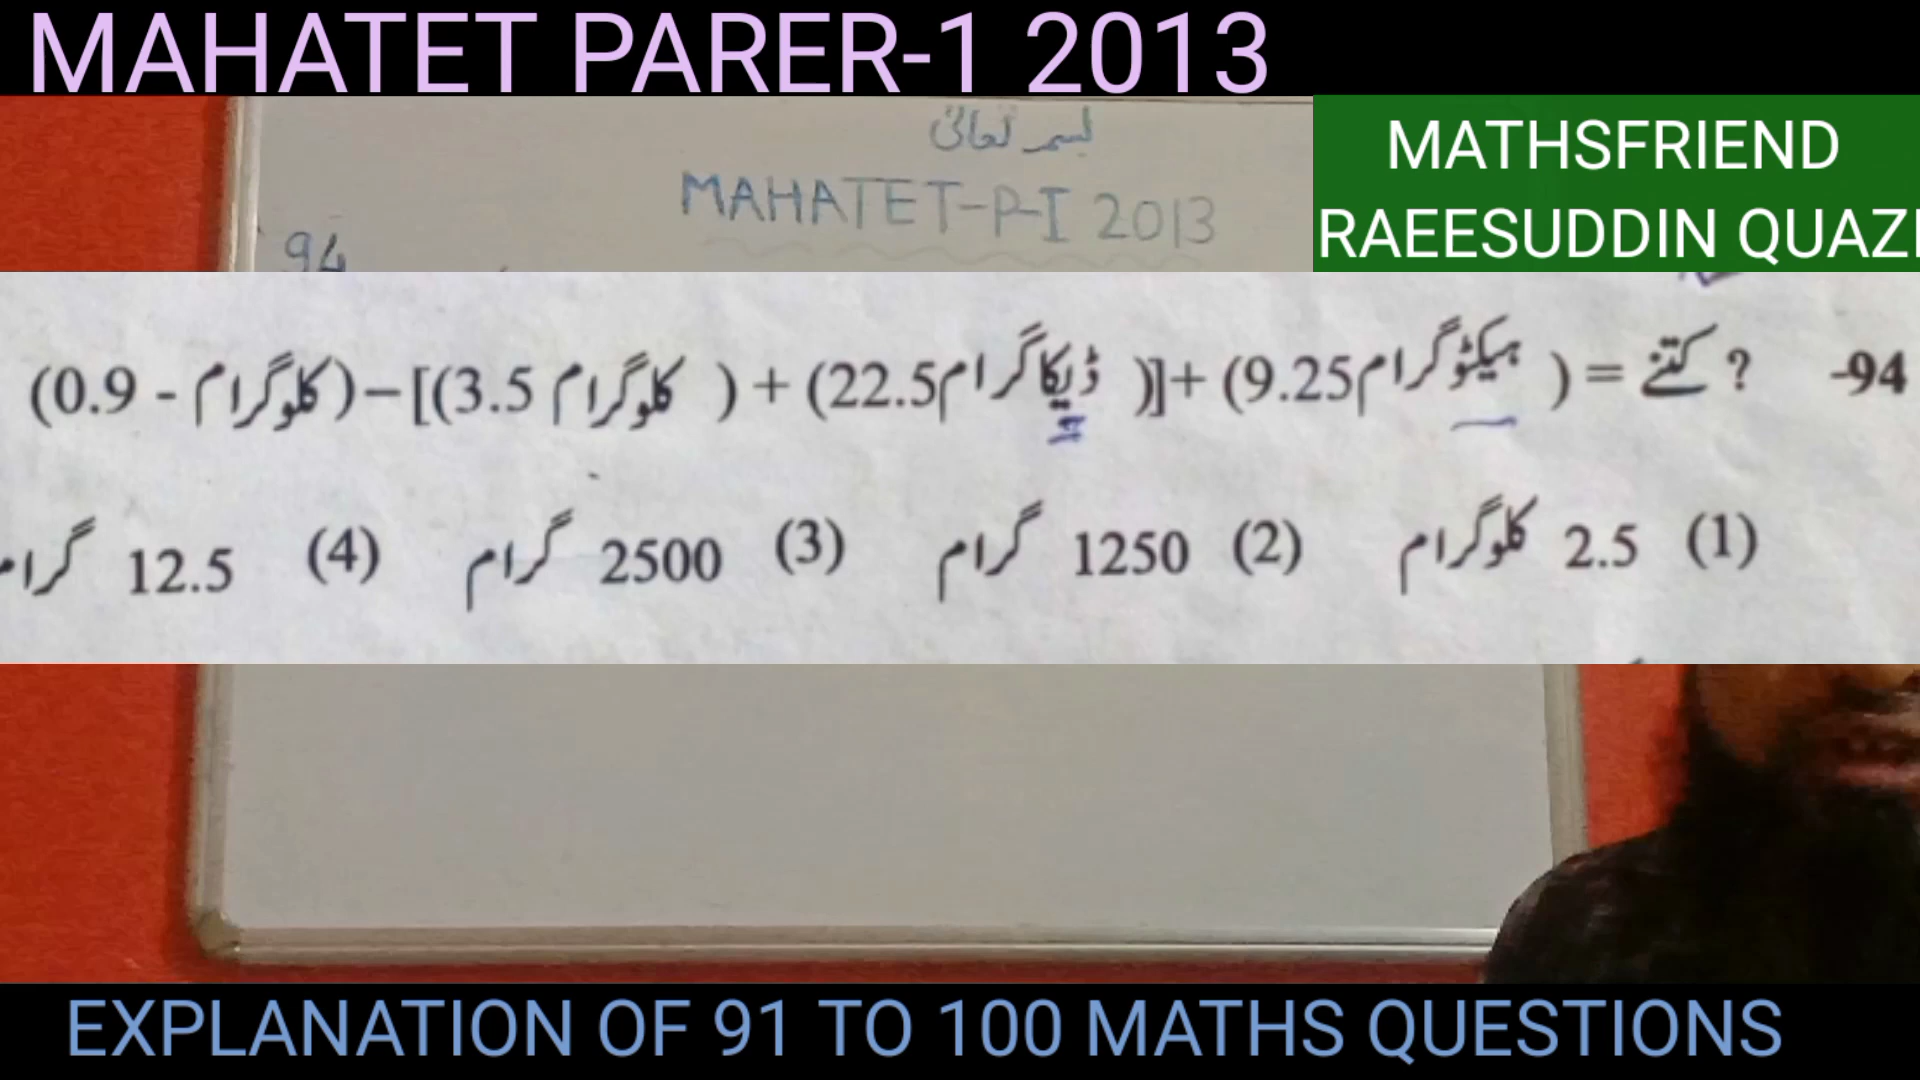 MAHATET PARER-1 2013
MATHSFRIEND
RAEESUDDIN QUAZI
بسم تعالی
MAHATET-P-I 2013
94
-94 (0.9 - کلوگرام) – [(3.5 کلوگرام ) + (22.5 ڈیکاگرام )] + (9.25 ہیکٹوگرام ) = کتنے ?
(1) 2.5 کلوگرام (2) 1250 گرام (3) 2500 گرام (4) 12.5 گرام
EXPLANATION OF 91 TO 100 MATHS QUESTIONS